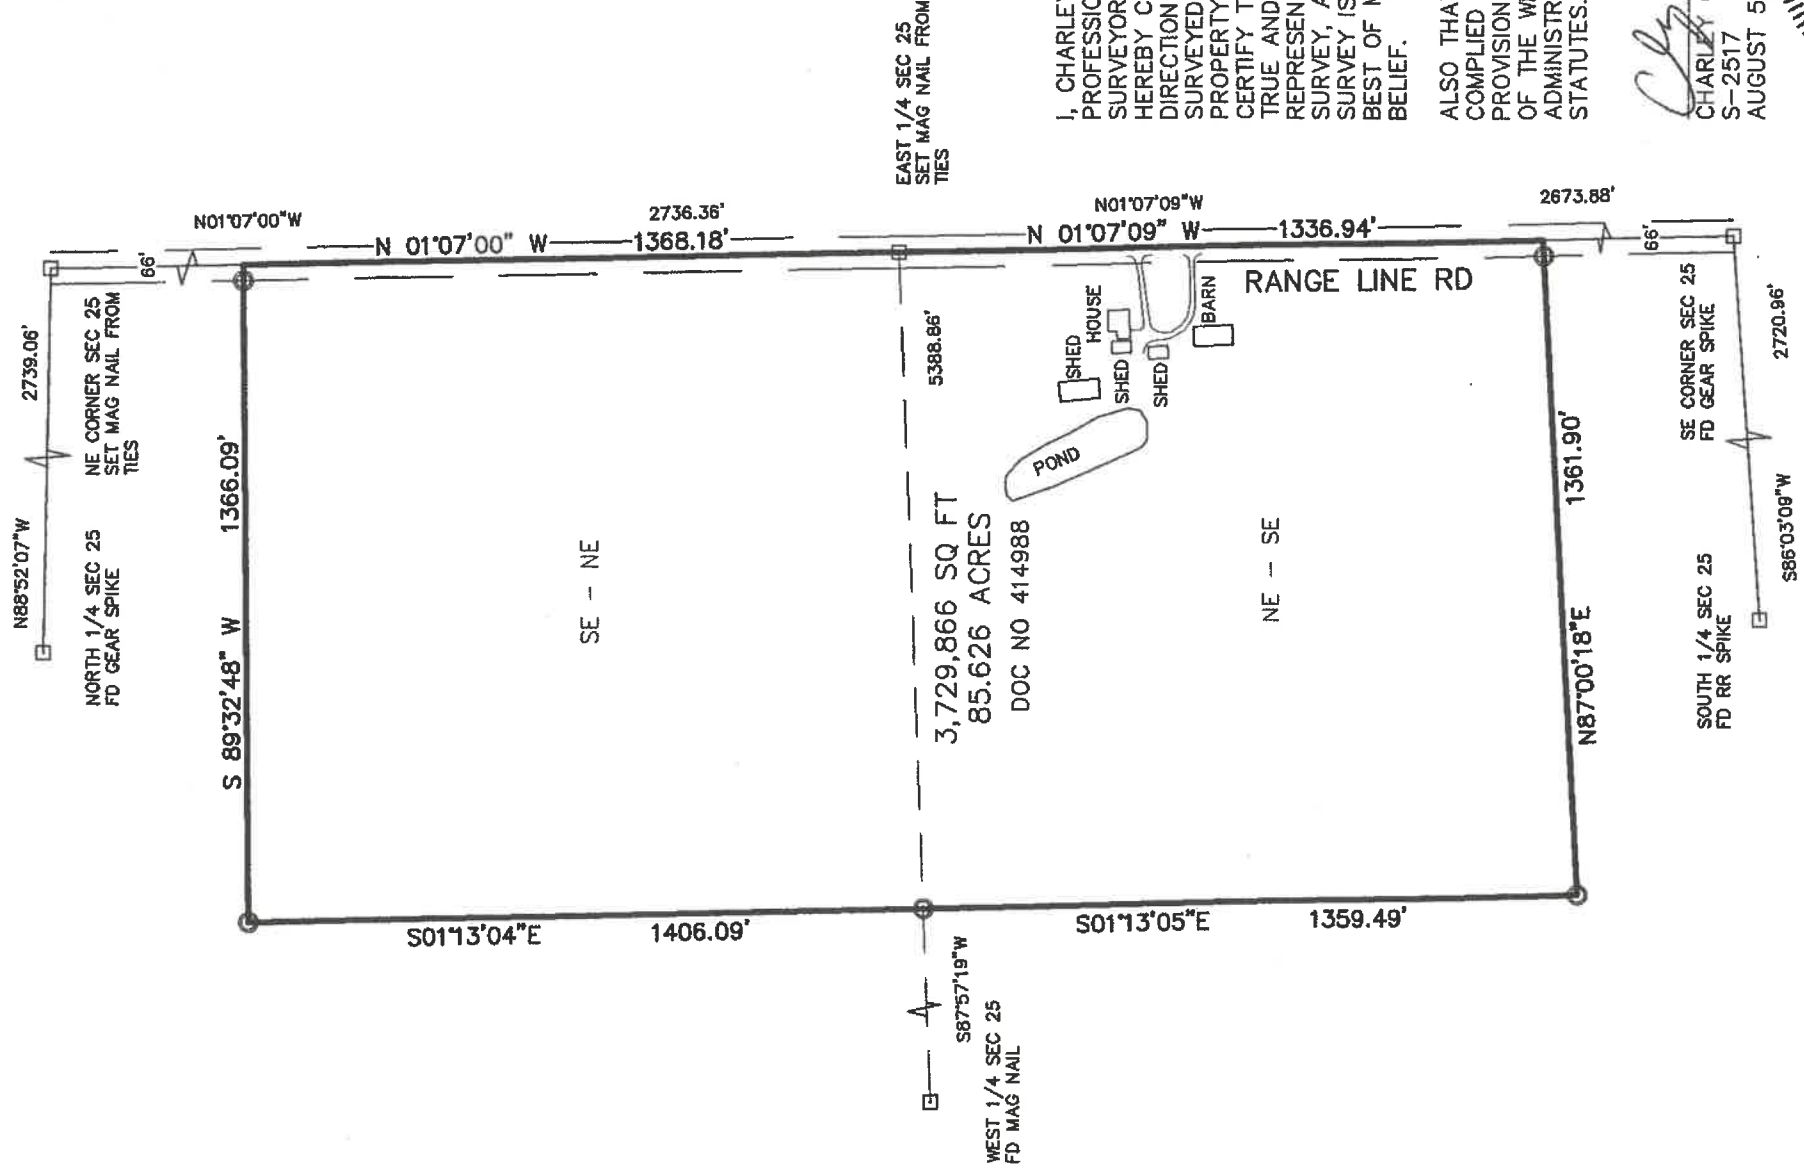 EAST 1/4 SEC 25
SET MAG NAIL FROM
TIES
I, CHARLEY
PROFESSIO
SURVEYOR
HEREBY C
DIRECTION
SURVEYED
PROPERTY
CERTIFY T
TRUE AND
REPRESEN
SURVEY, A
SURVEY IS
BEST OF M
BELIEF.
ALSO THAT
COMPLIED
PROVISION
OF THE WI
ADMINISTR
STATUTES.
CHARLEY
S-2517
AUGUST 5
N01°07'00"W
2736.36'
N01°07'09"W
2673.88'
N 01°07'00" W
1368.18'
N 01°07'09" W
1336.94'
66'
66'
RANGE LINE RD
2739.06'
NE CORNER SEC 25
SET MAG NAIL FROM
TIES
N88°52'07"W
NORTH 1/4 SEC 25
FD GEAR SPIKE
1366.09'
S 89°32'48" W
5388.86'
HOUSE
BARN
SHED
SHED
SHED
POND
SE CORNER SEC 25
FD GEAR SPIKE
2720.96'
1361.90'
SE - NE
3,729,866 SQ FT
85.626 ACRES
DOC NO 414988
NE - SE
N87°00'18"E
SOUTH 1/4 SEC 25
FD RR SPIKE
S86°03'09"W
S01°13'04"E
1406.09'
S01°13'05"E
1359.49'
S87°57'19"W
WEST 1/4 SEC 25
FD MAG NAIL